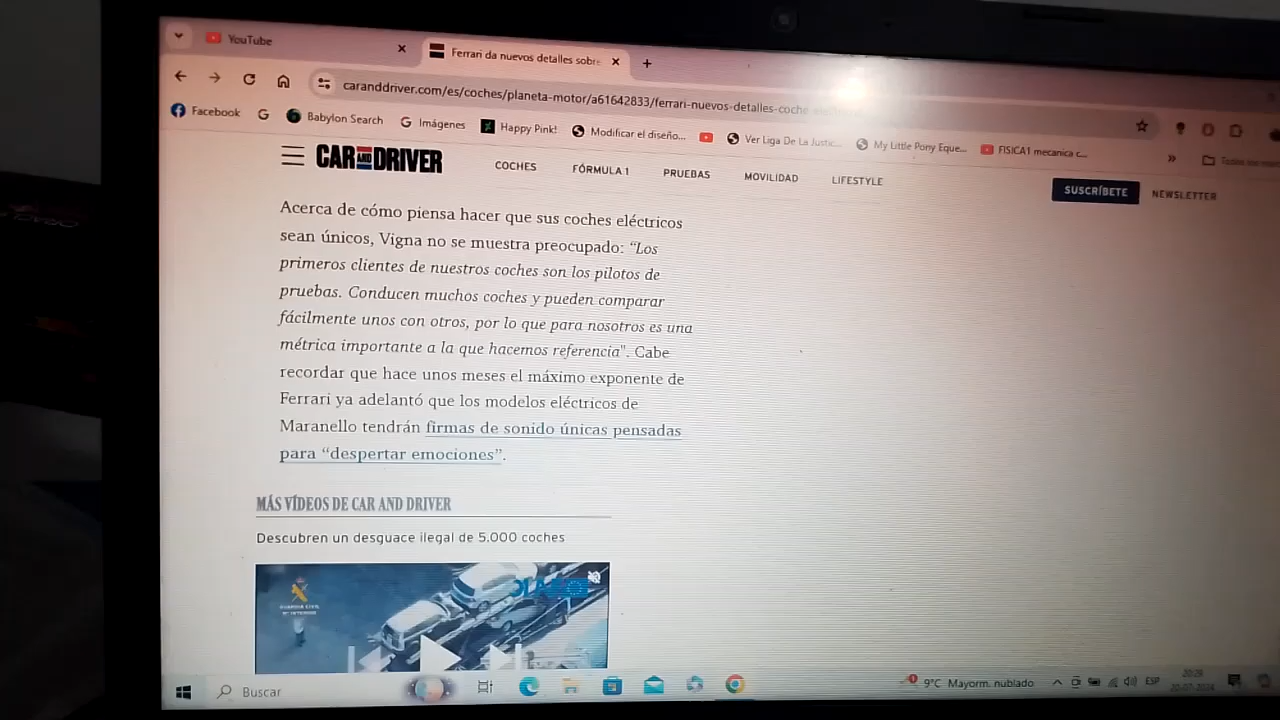 YouTube
Ferrari da nuevos detalles sobre
caranddriver.com/es/coches/planeta-motor/a61642833/ferrari-nuevos-detalles-coche
Facebook
Babylon Search
Imágenes
Happy Pink!
Modificar el diseño...
Ver Liga De La Justic...
My Little Pony Eque...
FISICA1 mecanica c...
CAR AND DRIVER
COCHES
FÓRMULA 1
PRUEBAS
MOVILIDAD
LIFESTYLE
SUSCRÍBETE
NEWSLETTER
Acerca de cómo piensa hacer que sus coches eléctricos
sean únicos, Vigna no se muestra preocupado: “Los
primeros clientes de nuestros coches son los pilotos de
pruebas. Conducen muchos coches y pueden comparar
fácilmente unos con otros, por lo que para nosotros es una
métrica importante a la que hacemos referencia". Cabe
recordar que hace unos meses el máximo exponente de
Ferrari ya adelantó que los modelos eléctricos de
Maranello tendrán firmas de sonido únicas pensadas
para “despertar emociones”.
MÁS VÍDEOS DE CAR AND DRIVER
Descubren un desguace ilegal de 5.000 coches
GUARDIA CIVIL
Buscar
9°C Mayorm. nublado
ESP
20:28
20-07-2024